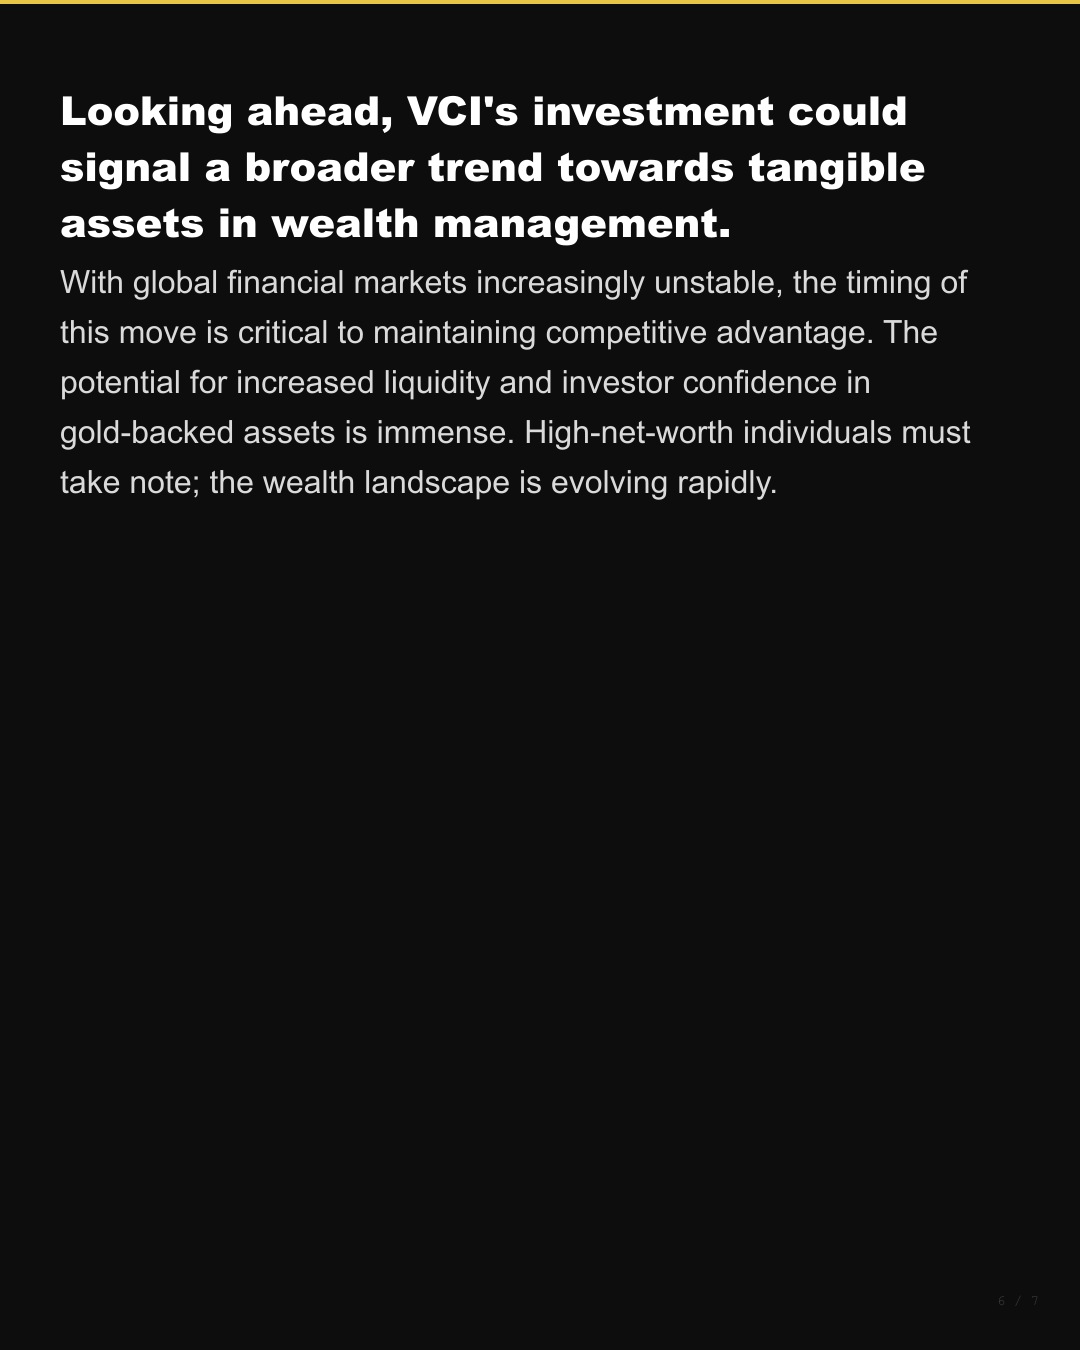 Looking ahead, VCI's investment could
signal a broader trend towards tangible
assets in wealth management.
With global financial markets increasingly unstable, the timing of
this move is critical to maintaining competitive advantage. The
potential for increased liquidity and investor confidence in
gold-backed assets is immense. High-net-worth individuals must
take note; the wealth landscape is evolving rapidly.
6 / 7